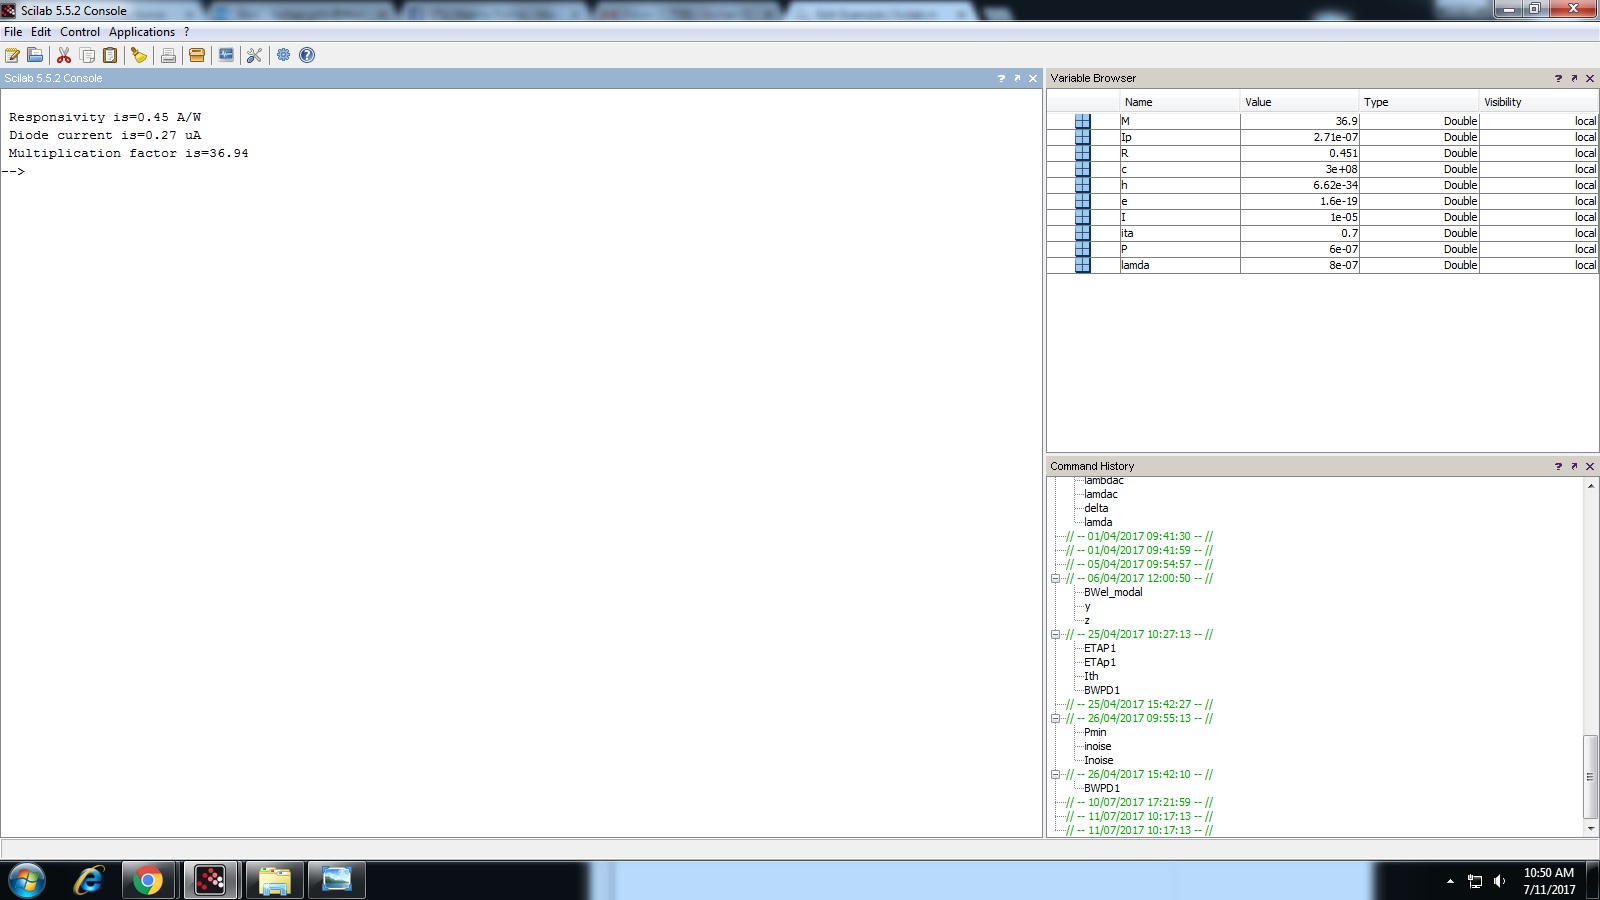 Scilab 5.5.2 Console
File Edit Control Applications ?
Scilab 5.5.2 Console
Responsivity is=0.45 A/W
Diode current is=0.27 uA
Multiplication factor is=36.94
-->
Variable Browser
Name Value Type Visibility
M 36.9 Double local
Ip 2.71e-07 Double local
R 0.451 Double local
c 3e+08 Double local
h 6.62e-34 Double local
e 1.6e-19 Double local
I 1e-05 Double local
ita 0.7 Double local
P 6e-07 Double local
lamda 8e-07 Double local
Command History
lambdac
lamdac
delta
lamda
// -- 01/04/2017 09:41:30 -- //
// -- 01/04/2017 09:41:59 -- //
// -- 05/04/2017 09:54:57 -- //
// -- 06/04/2017 12:00:50 -- //
BWel_modal
y
z
// -- 25/04/2017 10:27:13 -- //
ETAP1
ETAp1
Ith
BWPD1
// -- 25/04/2017 15:42:27 -- //
// -- 26/04/2017 09:55:13 -- //
Pmin
inoise
Inoise
// -- 26/04/2017 15:42:10 -- //
BWPD1
// -- 10/07/2017 17:21:59 -- //
// -- 11/07/2017 10:17:13 -- //
// -- 11/07/2017 10:17:13 -- //
10:50 AM
7/11/2017